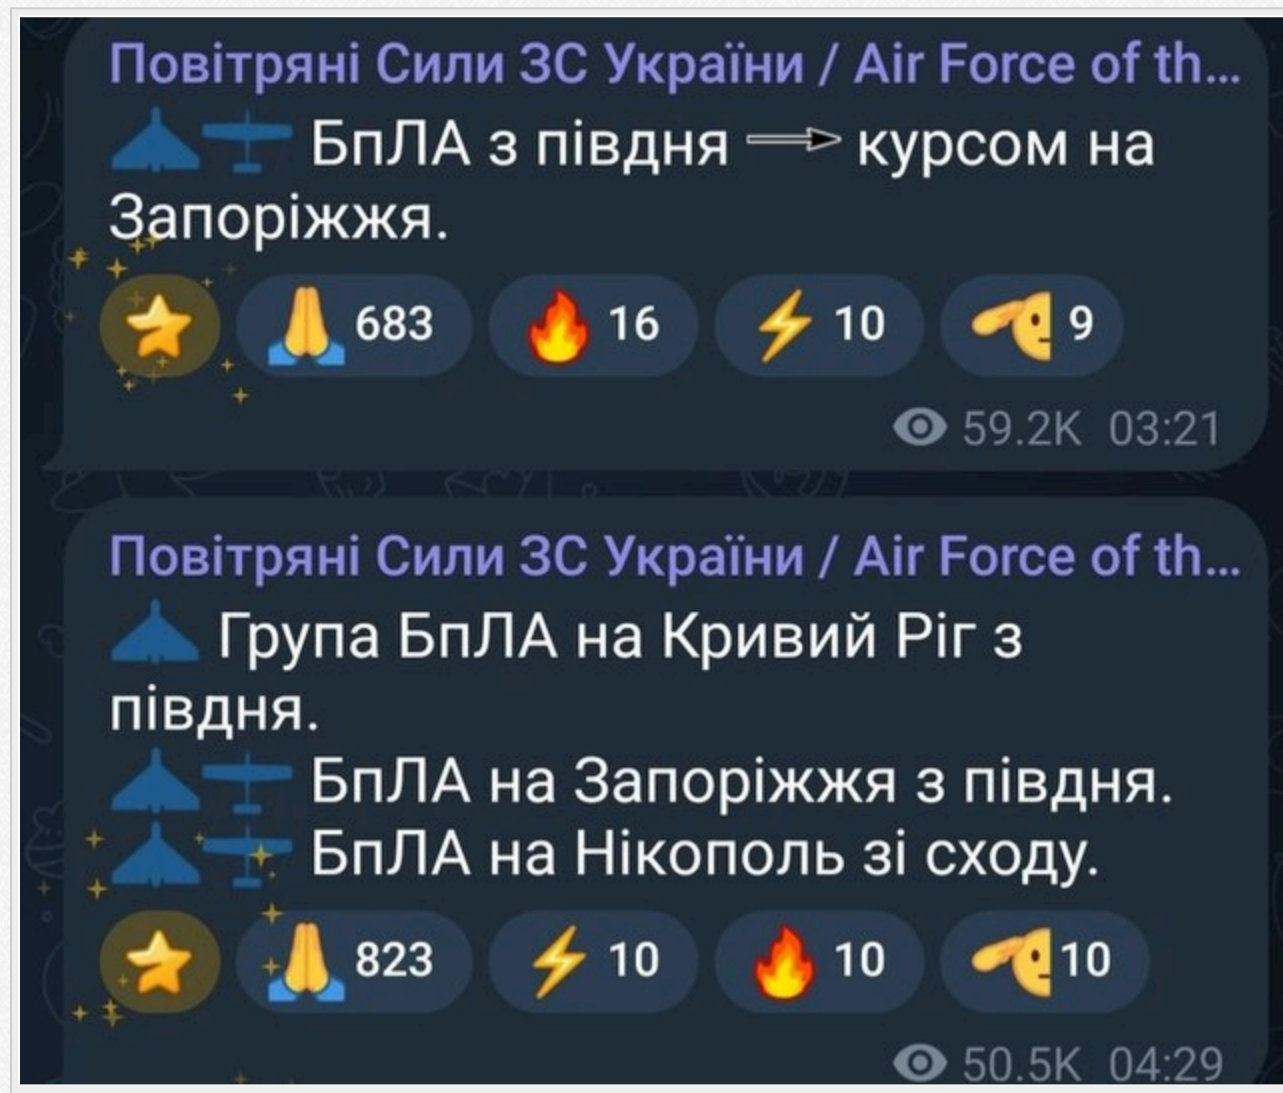 Повітряні Сили ЗС України / Air Force of th...
БпЛА з півдня ⟹ курсом на
Запоріжжя.
683 16 10 9
59.2K 03:21
Повітряні Сили ЗС України / Air Force of th...
Група БпЛА на Кривий Ріг з
півдня.
БпЛА на Запоріжжя з півдня.
БпЛА на Нікополь зі сходу.
823 10 10 10
50.5K 04:29